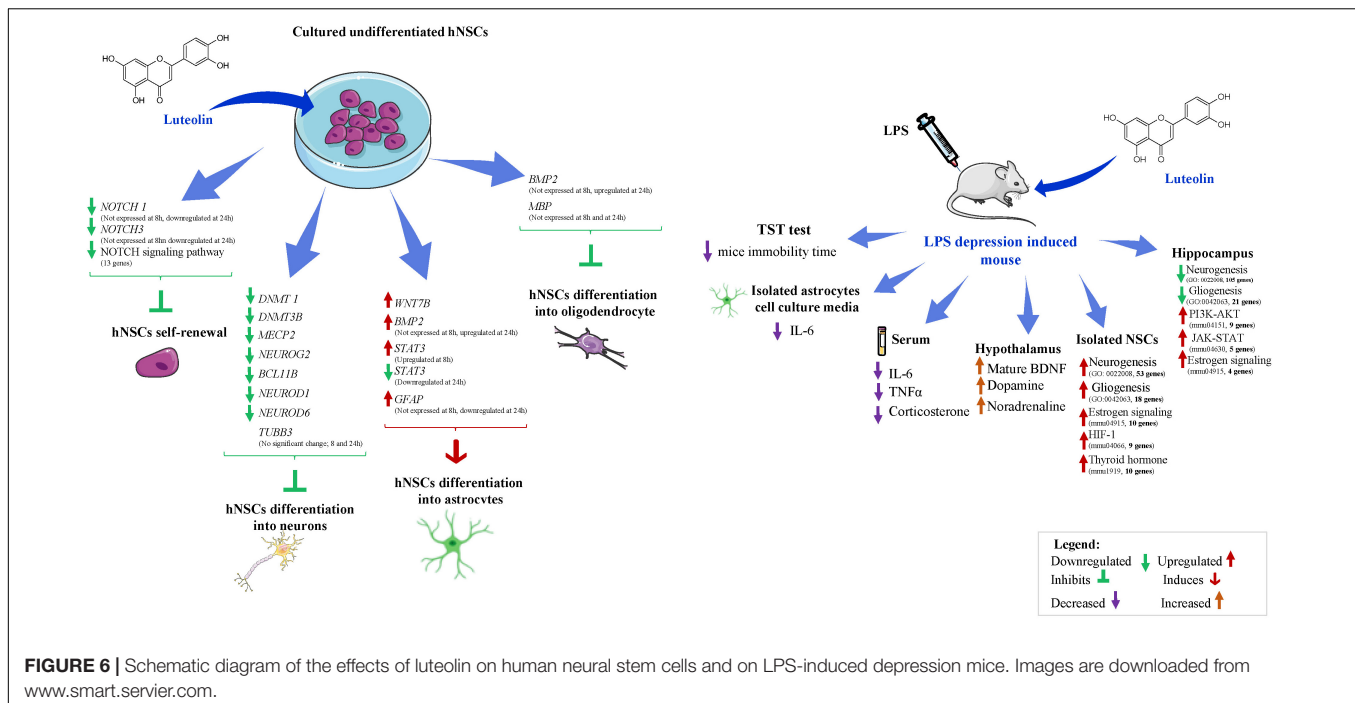 Cultured undifferentiated hNSCs
OH
OH
HO
O
OH
O
Luteolin
NOTCH 1
(Not expressed at 8h, downregulated at 24h)
NOTCH3
(Not expressed at 8hn downregulated at 24h)
NOTCH signaling pathway
(13 genes)
hNSCs self-renewal
DNMT 1
DNMT3B
MECP2
NEUROG2
BCL11B
NEUROD1
NEUROD6
TUBB3
(No significant change; 8 and 24h)
hNSCs differentiation
into neurons
WNT7B
BMP2
(Not expressed at 8h, upregulated at 24h)
STAT3
(Upregulated at 8h)
STAT3
(Downregulated at 24h)
GFAP
(Not expressed at 8h, downregulated at 24h)
hNSCs differentiation
into astrocytes
BMP2
(Not expressed at 8h, upregulated at 24h)
MBP
(Not expressed at 8h and at 24h)
hNSCs differentiation
into oligodendrocyte
LPS
OH
OH
HO
O
OH
O
Luteolin
LPS depression induced
mouse
TST test
mice immobility time
Isolated astrocytes
cell culture media
IL-6
Serum
IL-6
TNFα
Corticosterone
Hypothalamus
Mature BDNF
Dopamine
Noradrenaline
Isolated NSCs
Neurogenesis
(GO: 0022008, 53 genes)
Gliogenesis
(GO:0042063, 18 genes)
Estrogen signaling
(mmu04915, 10 genes)
HIF-1
(mmu04066, 9 genes)
Thyroid hormone
(mmu1919, 10 genes)
Hippocampus
Neurogenesis
(GO: 0022008, 105 genes)
Gliogenesis
(GO:0042063, 21 genes)
PI3K-AKT
(mmu04151, 9 genes)
JAK-STAT
(mmu04630, 5 genes)
Estrogen signaling
(mmu04915, 4 genes)
Legend:
Downregulated Upregulated
Inhibits Induces
Decreased Increased
FIGURE 6 | Schematic diagram of the effects of luteolin on human neural stem cells and on LPS-induced depression mice. Images are downloaded from
www.smart.servier.com.